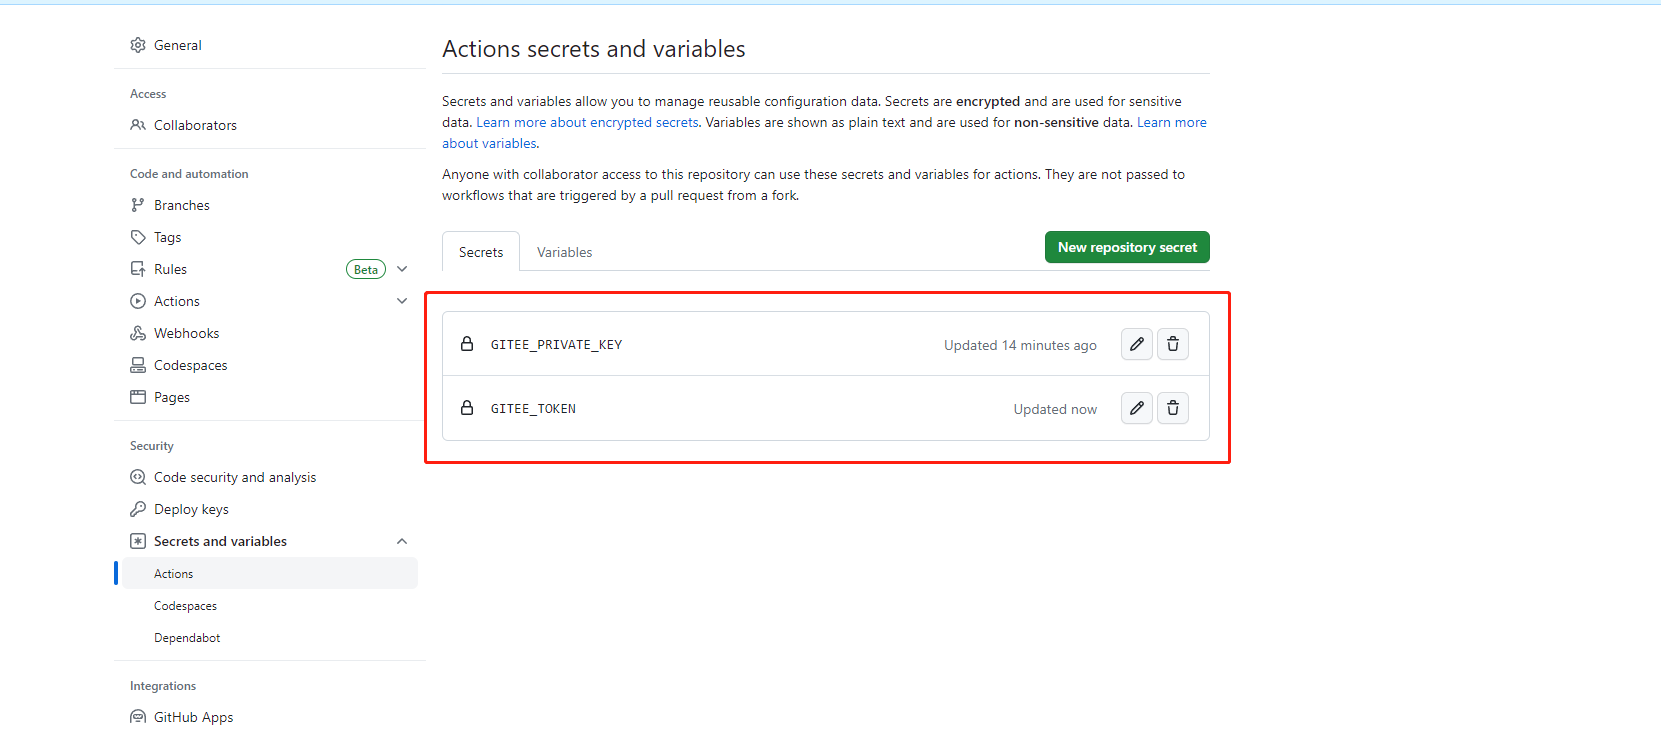 General
Access
Collaborators
Code and automation
Branches
Tags
Rules
Beta
Actions
Webhooks
Codespaces
Pages
Security
Code security and analysis
Deploy keys
Secrets and variables
Actions
Codespaces
Dependabot
Integrations
GitHub Apps
Actions secrets and variables
Secrets and variables allow you to manage reusable configuration data. Secrets are encrypted and are used for sensitive
data. Learn more about encrypted secrets. Variables are shown as plain text and are used for non-sensitive data. Learn more
about variables.
Anyone with collaborator access to this repository can use these secrets and variables for actions. They are not passed to
workflows that are triggered by a pull request from a fork.
Secrets
Variables
New repository secret
GITEE_PRIVATE_KEY
Updated 14 minutes ago
GITEE_TOKEN
Updated now